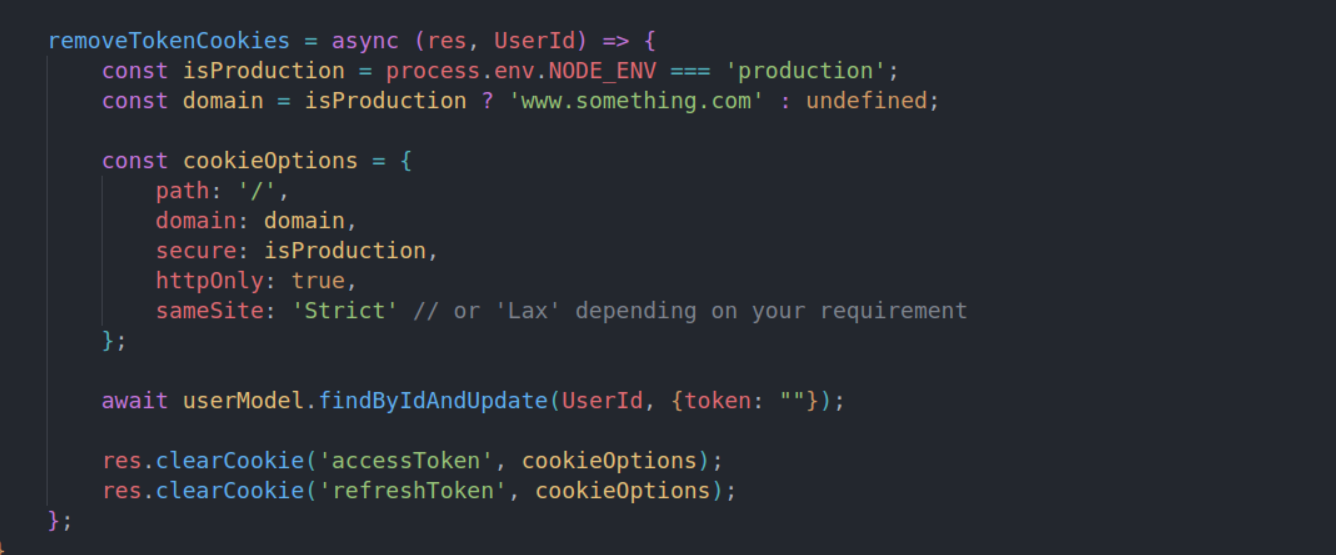 removeTokenCookies = async (res, UserId) => {
const isProduction = process.env.NODE_ENV === 'production';
const domain = isProduction ? 'www.something.com' : undefined;
const cookieOptions = {
path: '/',
domain: domain,
secure: isProduction,
httpOnly: true,
sameSite: 'Strict' // or 'Lax' depending on your requirement
};
await userModel.findByIdAndUpdate(UserId, {token: ""});
res.clearCookie('accessToken', cookieOptions);
res.clearCookie('refreshToken', cookieOptions);
};
}